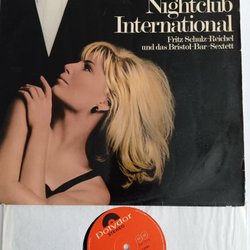 Nightclub
International
Fritz Schulz-Reichel
und das Bristol-Bar-Sextett
Polydor